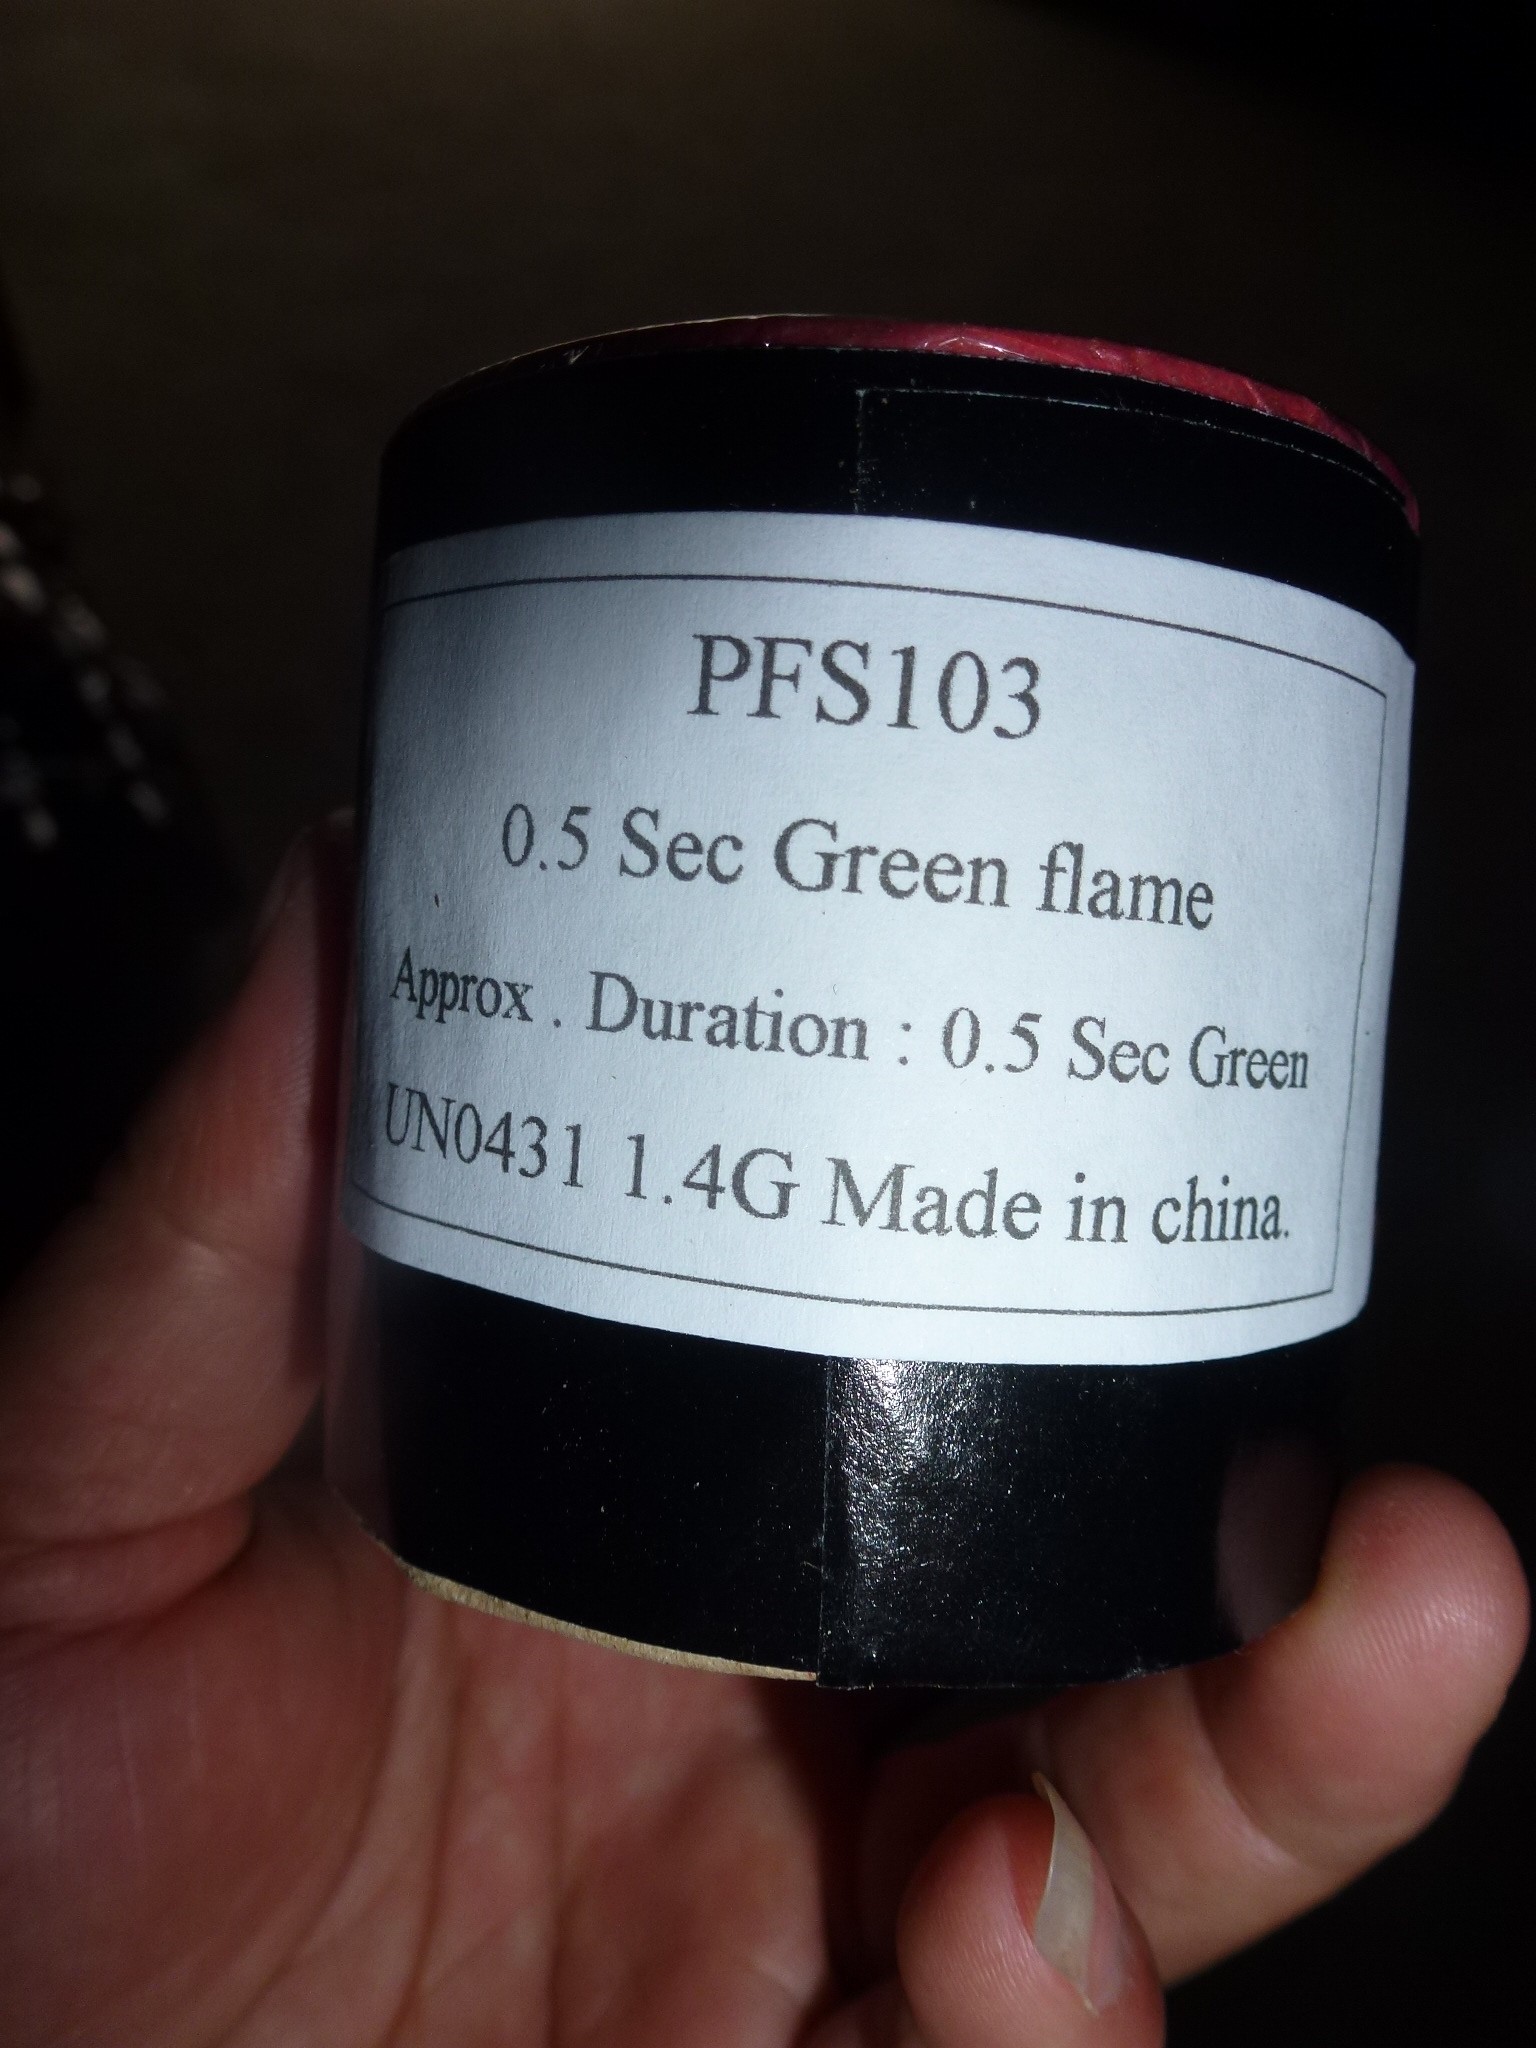 PFS103
0.5 Sec Green flame
Approx . Duration : 0.5 Sec Green
UN0431 1.4G Made in china.